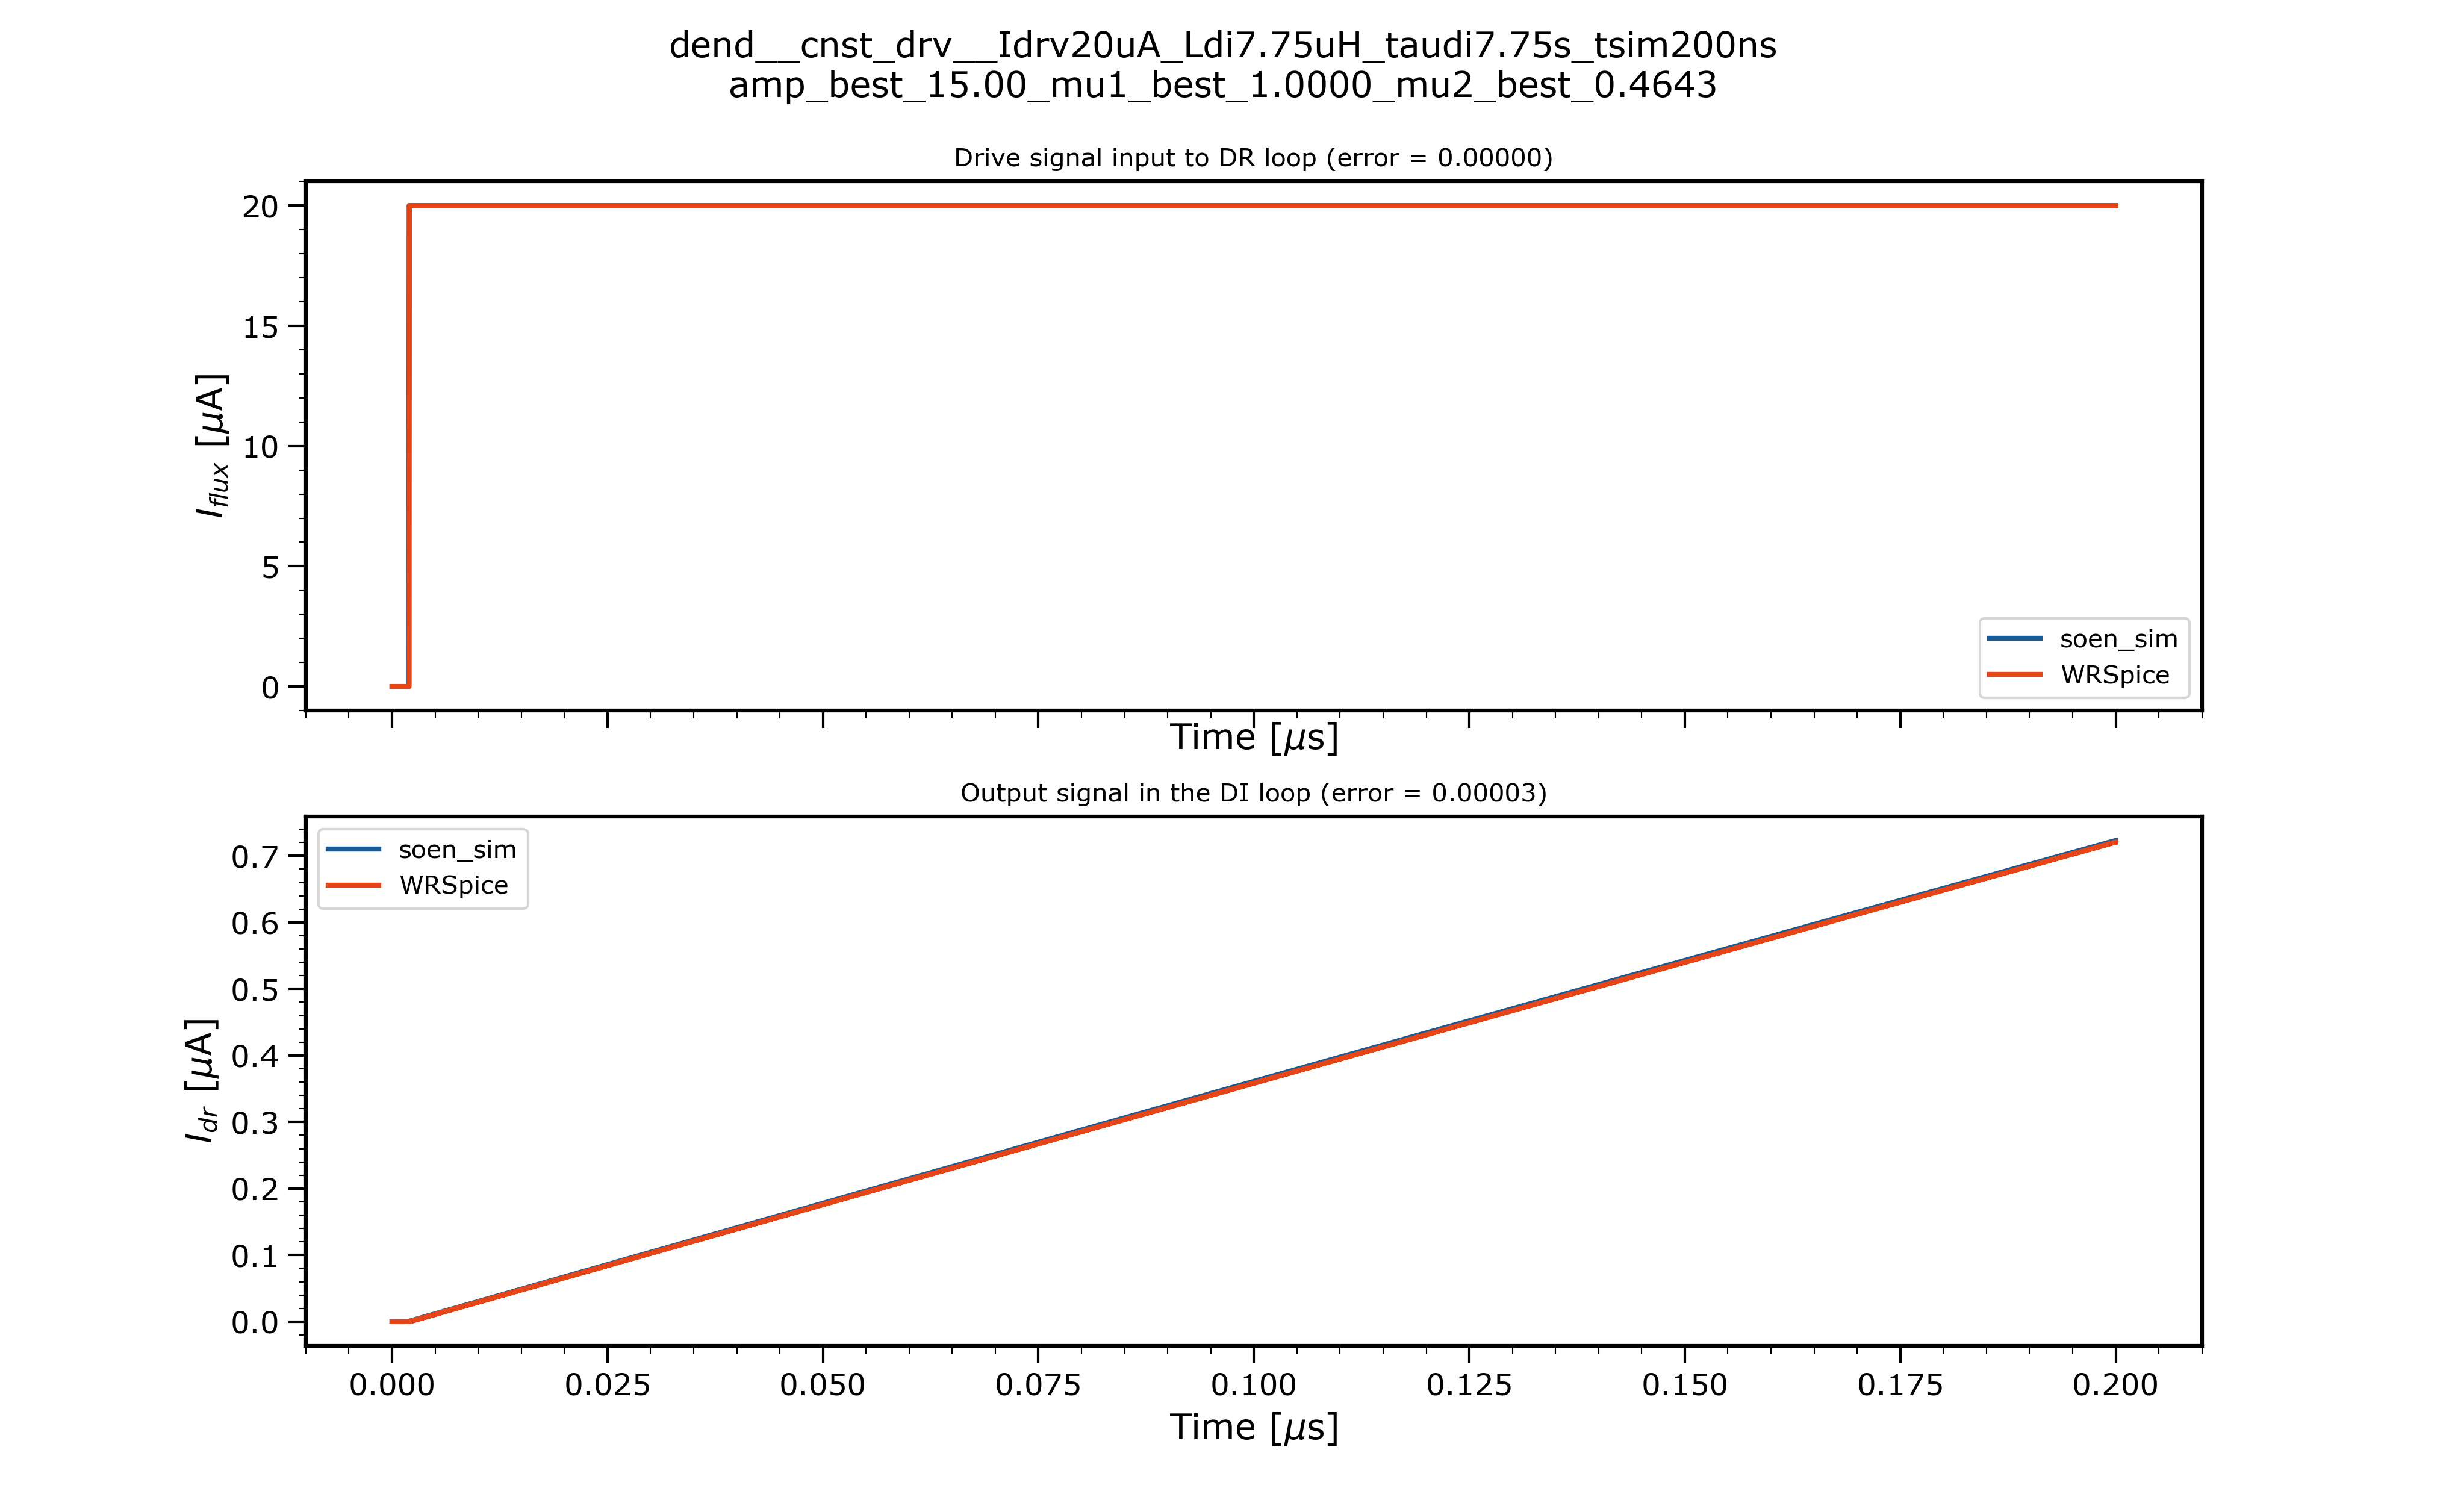 dend__cnst_drv__Idrv20uA_Ldi7.75uH_taudi7.75s_tsim200ns
amp_best_15.00_mu1_best_1.0000_mu2_best_0.4643
Drive signal input to DR loop (error = 0.00000)
20
15
10
5
0
I_flux [μA]
soen_sim
WRSpice
Time [μs]
Output signal in the DI loop (error = 0.00003)
soen_sim
WRSpice
0.7
0.6
0.5
0.4
0.3
0.2
0.1
0.0
I_dr [μA]
0.000 0.025 0.050 0.075 0.100 0.125 0.150 0.175 0.200
Time [μs]